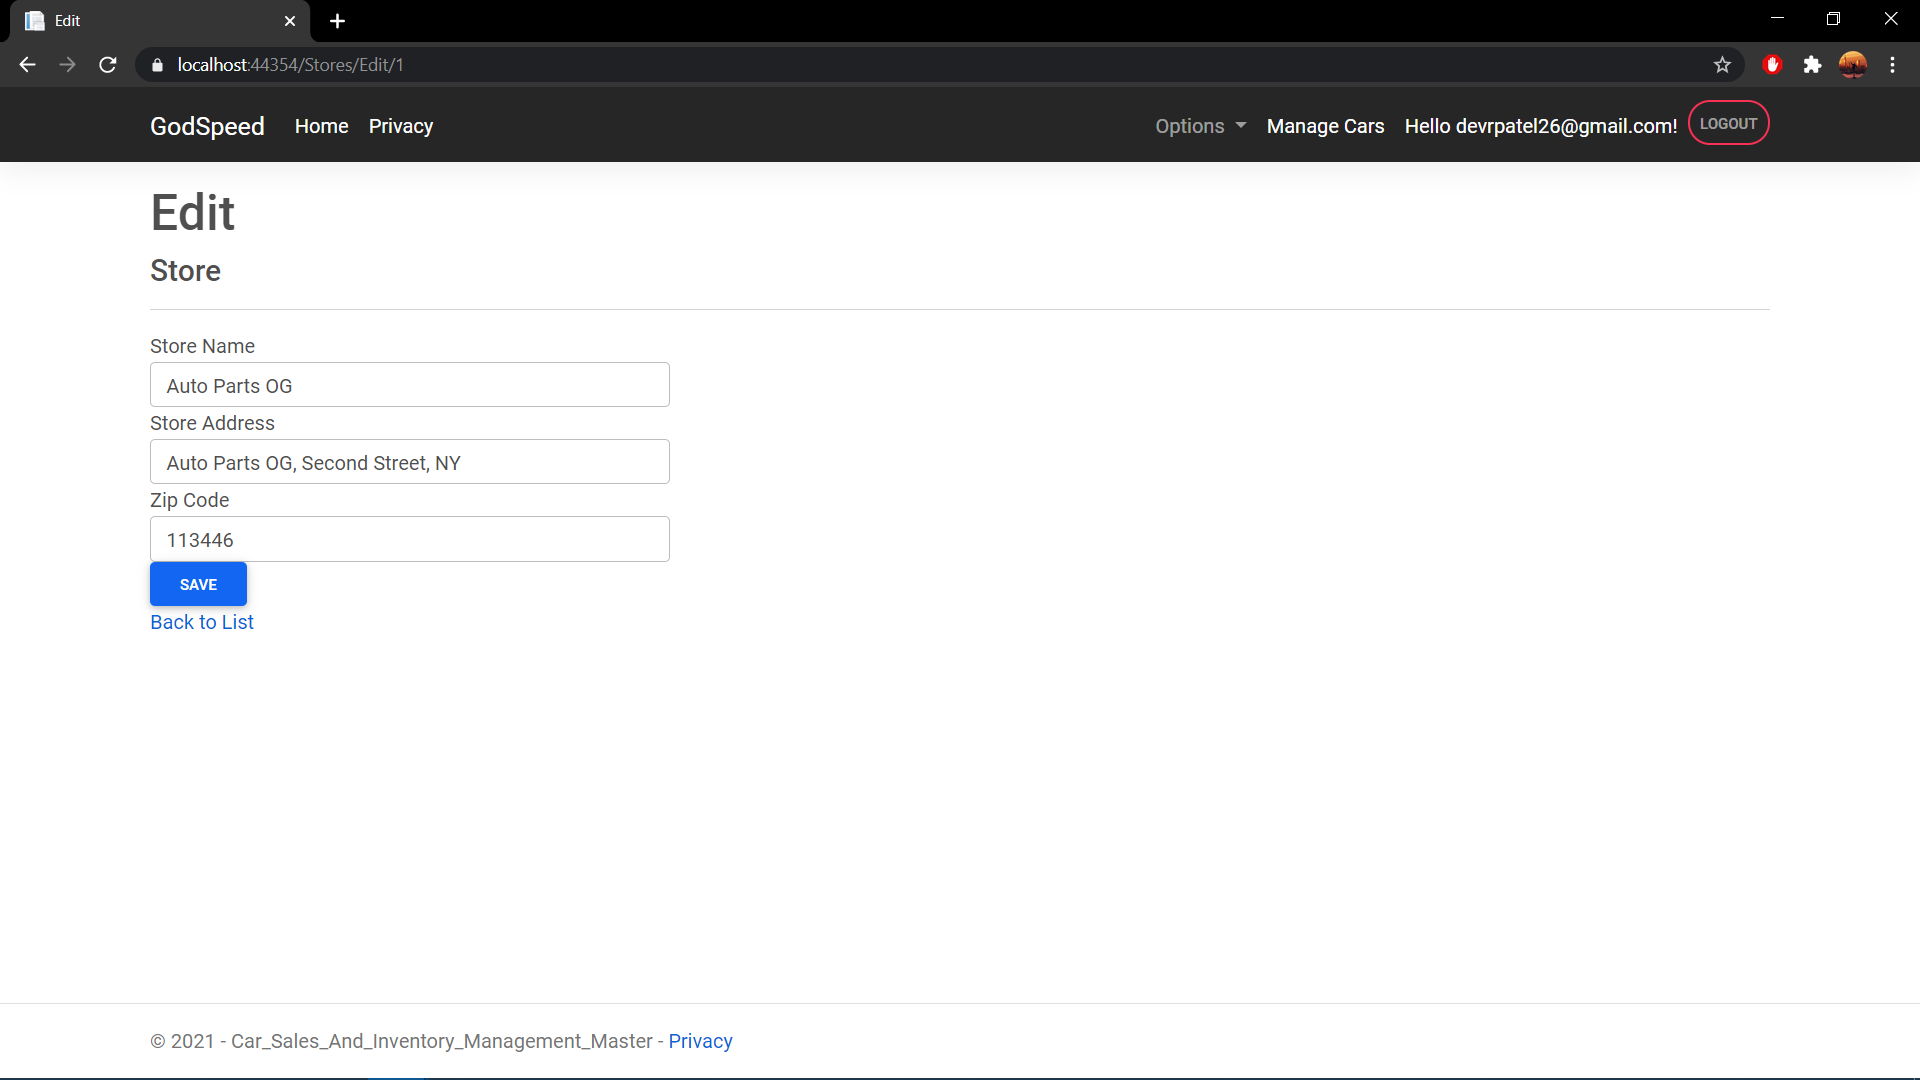 Edit
localhost:44354/Stores/Edit/1
GodSpeed Home Privacy Options Manage Cars Hello devrpatel26@gmail.com! LOGOUT
Edit
Store
Store Name
Auto Parts OG
Store Address
Auto Parts OG, Second Street, NY
Zip Code
113446
SAVE
Back to List
© 2021 - Car_Sales_And_Inventory_Management_Master - Privacy